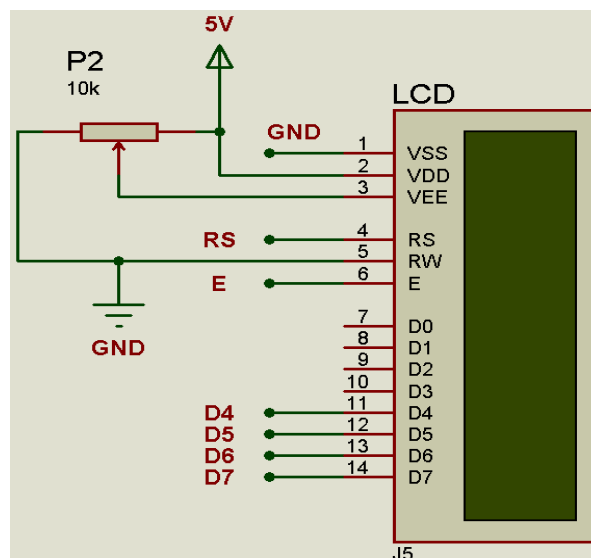 5V
P2
10k
LCD
GND 1 VSS
2 VDD
3 VEE
RS 4 RS
5 RW
E 6 E
GND
7 D0
8 D1
9 D2
10 D3
D4 11 D4
D5 12 D5
D6 13 D6
D7 14 D7
J5